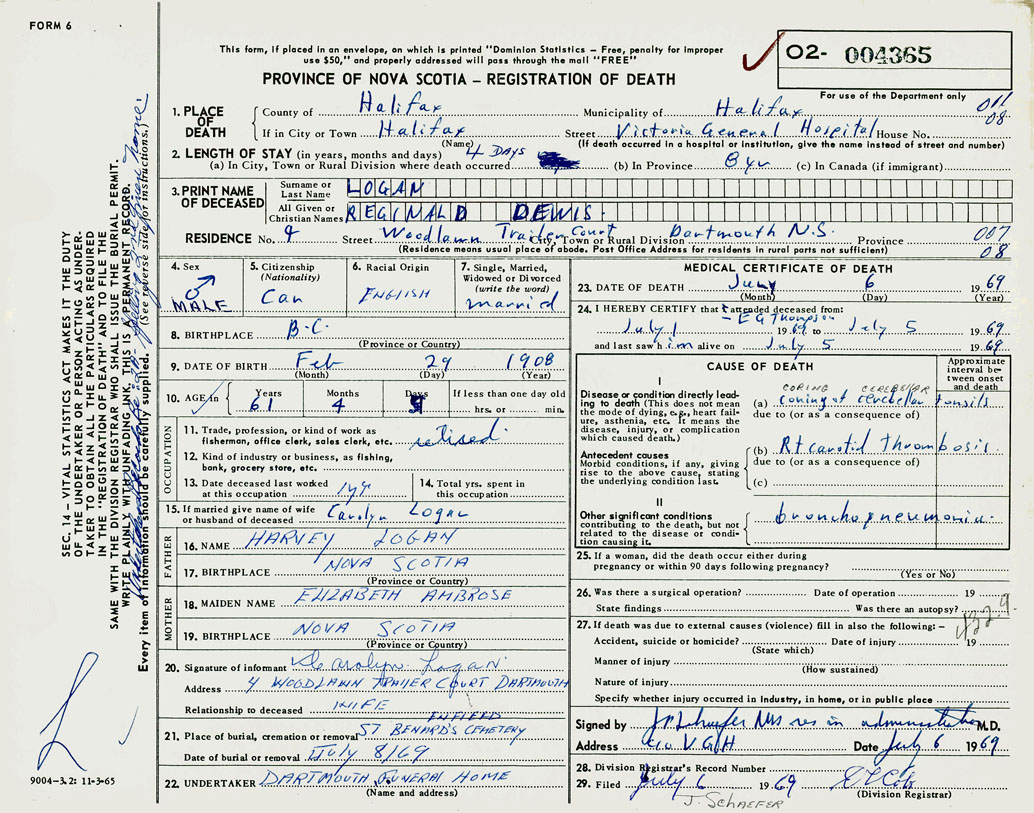 FORM 6
This form, if placed in an envelope, on which is printed "Dominion Statistics – Free, penalty for improper
use $50," and properly addressed will pass through the mail "FREE"
PROVINCE OF NOVA SCOTIA – REGISTRATION OF DEATH
02- 004365
For use of the Department only
011
08
1. PLACE OF DEATH
County of Halifax Municipality of Halifax
If in City or Town Halifax Street Victoria General Hospital House No.
(Name) (If death occurred in a hospital or institution, give the name instead of street and number)
2. LENGTH OF STAY (in years, months and days) 4 DAYS
(a) In City, Town or Rural Division where death occurred (b) In Province 8 yr (c) In Canada (if immigrant)
3. PRINT NAME OF DECEASED
Surname or Last Name LOGAN
All Given or Christian Names REGINALD DEWIS
RESIDENCE No. 4 Street Woodlawn Trailer Court City, Town or Rural Division Dartmouth N.S. Province 007
08
(Residence means usual place of abode. Post Office Address for residents in rural parts not sufficient)
4. Sex ♂ MALE
5. Citizenship (Nationality) Can
6. Racial Origin ENGLISH
7. Single, Married, Widowed or Divorced (write the word) married
8. BIRTHPLACE B.C.
(Province or Country)
9. DATE OF BIRTH Feb 29 1908
(Month) (Day) (Year)
10. AGE in Years 61 Months 4 Days If less than one day old hrs. or min.
OCCUPATION
11. Trade, profession, or kind of work as fisherman, office clerk, sales clerk, etc. retired
12. Kind of industry or business, as fishing, bank, grocery store, etc.
13. Date deceased last worked at this occupation 1 yr
14. Total yrs. spent in this occupation
15. If married give name of wife or husband of deceased Carolyn Logan
FATHER
16. NAME HARVEY LOGAN
17. BIRTHPLACE NOVA SCOTIA
(Province or Country)
MOTHER
18. MAIDEN NAME ELIZABETH AMBROSE
19. BIRTHPLACE NOVA SCOTIA
(Province or Country)
20. Signature of informant Carolyn Logan
Address 4 WOODLAWN TRAILER COURT DARTMOUTH
Relationship to deceased WIFE
ENFIELD
21. Place of burial, cremation or removal ST BENARD'S CEMETERY
Date of burial or removal July 8/69
22. UNDERTAKER DARTMOUTH FUNERAL HOME
(Name and address)
MEDICAL CERTIFICATE OF DEATH
23. DATE OF DEATH July 6 1969
(Month) (Day) (Year)
24. I HEREBY CERTIFY that I attended deceased from:
E G Thompson
July 1 1969 to July 5 1969
and last saw him alive on July 5 1969
CAUSE OF DEATH
Approximate interval between onset and death
I
Disease or condition directly leading to death (This does not mean the mode of dying, e.g., heart failure, asthenia, etc. It means the disease, injury, or complication which caused death.)
CONING CEREBELLAR
(a) coning of cerebellar tonsils
due to (or as a consequence of)
Antecedent causes
Morbid conditions, if any, giving rise to the above cause, stating the underlying condition last.
(b) Rt carotid thrombosis
due to (or as a consequence of)
(c)
II
Other significant conditions contributing to the death, but not related to the disease or condition causing it.
bronchopneumonia
25. If a woman, did the death occur either during pregnancy or within 90 days following pregnancy?
(Yes or No)
26. Was there a surgical operation? Date of operation 19
State findings Was there an autopsy?
432.9
27. If death was due to external causes (violence) fill in also the following: –
Accident, suicide or homicide? Date of injury 19
(State which)
Manner of injury
(How sustained)
Nature of injury
Specify whether injury occurred in industry, in home, or in public place
Signed by J M Schaefer res in administration M.D.
Address c/o V.G.H Date July 6 1969
28. Division Registrar's Record Number
29. Filed July 6 1969
(Division Registrar)
J. SCHAEFER
SEC. 14 – VITAL STATISTICS ACT MAKES IT THE DUTY
OF THE UNDERTAKER OR PERSON ACTING AS UNDERTAKER TO OBTAIN ALL THE PARTICULARS REQUIRED
IN THE "REGISTRATION OF DEATH" AND TO FILE THE
SAME WITH THE DIVISION REGISTRAR WHO SHALL ISSUE THE BURIAL PERMIT.
WRITE PLAINLY WITH UNFADING INK. THIS IS A PERMANENT RECORD.
Every item of information should be carefully supplied. (See reverse side for instructions.)
9004-3.2: 11-3-65